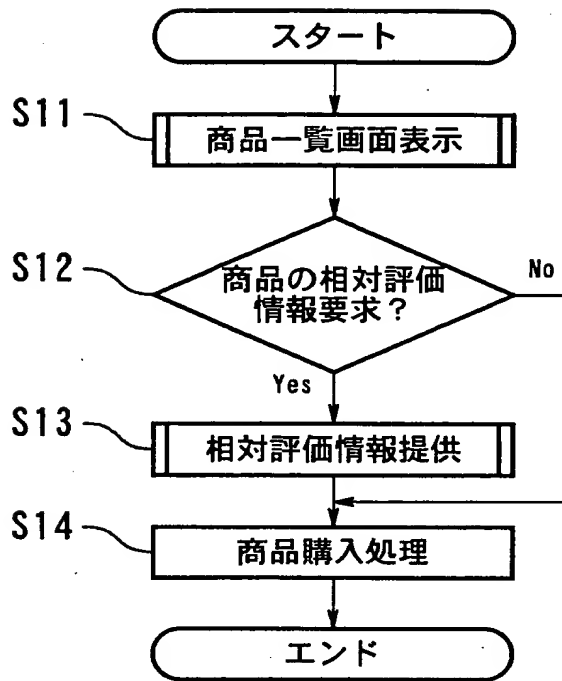 スタート
S11
商品一覧画面表示
S12
商品の相対評価
情報要求？
No
Yes
S13
相対評価情報提供
S14
商品購入処理
エンド